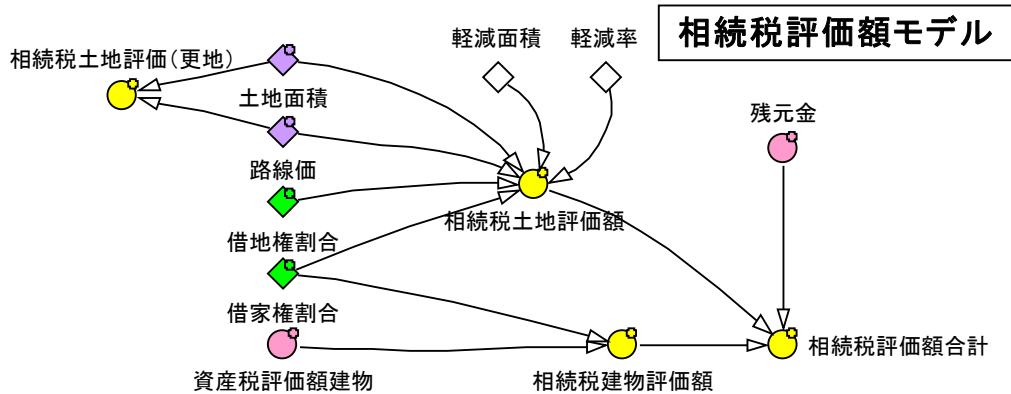 相続税評価額モデル
相続税土地評価(更地)
軽減面積
軽減率
土地面積
残元金
路線価
相続税土地評価額
借地権割合
借家権割合
相続税評価額合計
資産税評価額建物
相続税建物評価額